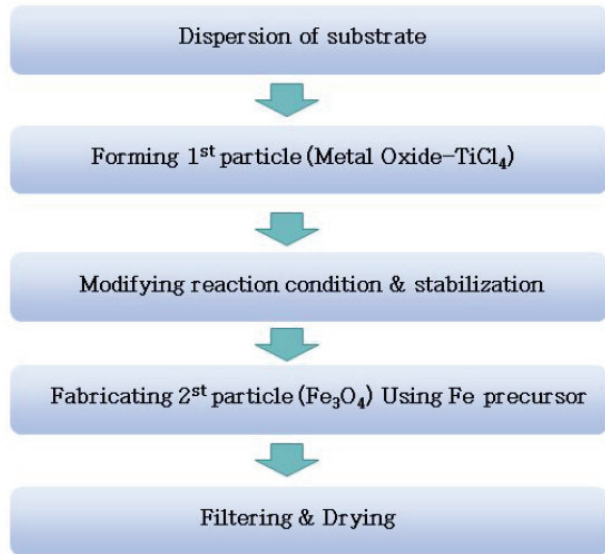 Dispersion of substrate
Forming 1st particle (Metal Oxide-TiCl4)
Modifying reaction condition & stabilization
Fabricating 2st particle (Fe3O4) Using Fe precursor
Filtering & Drying